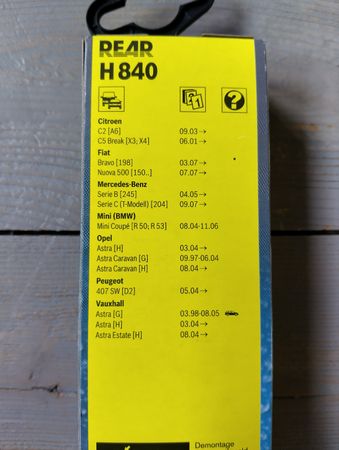 REAR
H 840
Citroen
C2 [A6] 09.03→
C5 Break [X3; X4] 06.01→
Fiat
Bravo [198] 03.07→
Nuova 500 [150..] 07.07→
Mercedes-Benz
Serie B [245] 04.05→
Serie C (T-Modell) [204] 09.07→
Mini (BMW)
Mini Coupé [R 50; R 53] 08.04-11.06
Opel
Astra [H] 03.04→
Astra Caravan [G] 09.97-06.04
Astra Caravan [H] 08.04→
Peugeot
407 SW [D2] 05.04→
Vauxhall
Astra [G] 03.98-08.05
Astra [H] 03.04→
Astra Estate [H] 08.04→
Demontage